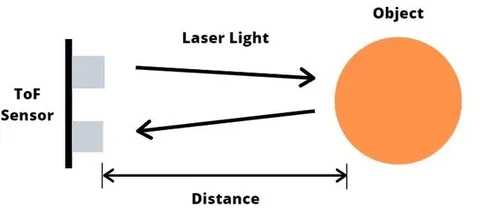 Object
Laser Light
ToF
Sensor
Distance